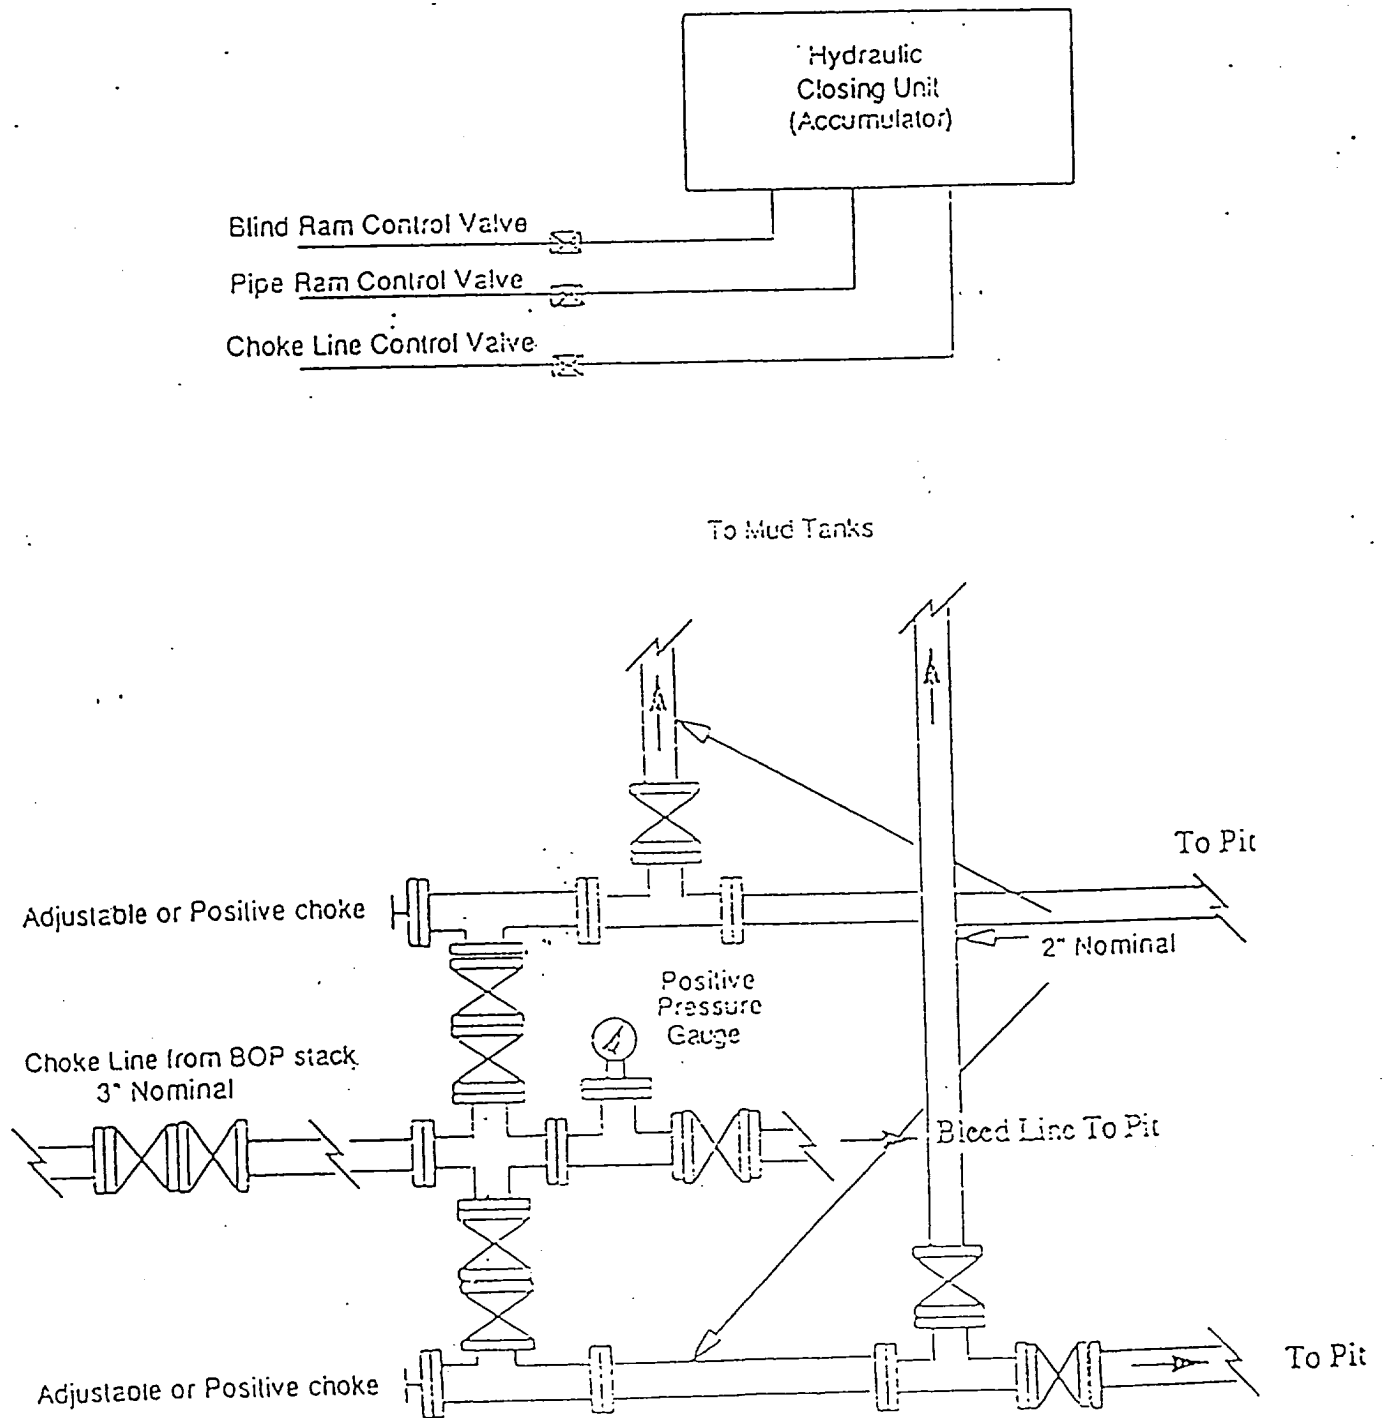 Hydraulic
Closing Unit
(Accumulator)
Blind Ram Control Valve
Pipe Ram Control Valve
Choke Line Control Valve
To Mud Tanks
To Pit
Adjustable or Positive choke
2" Nominal
Positive
Pressure
Gauge
Choke Line from BOP stack
3" Nominal
Bleed Line To Pit
To Pit
Adjustable or Positive choke